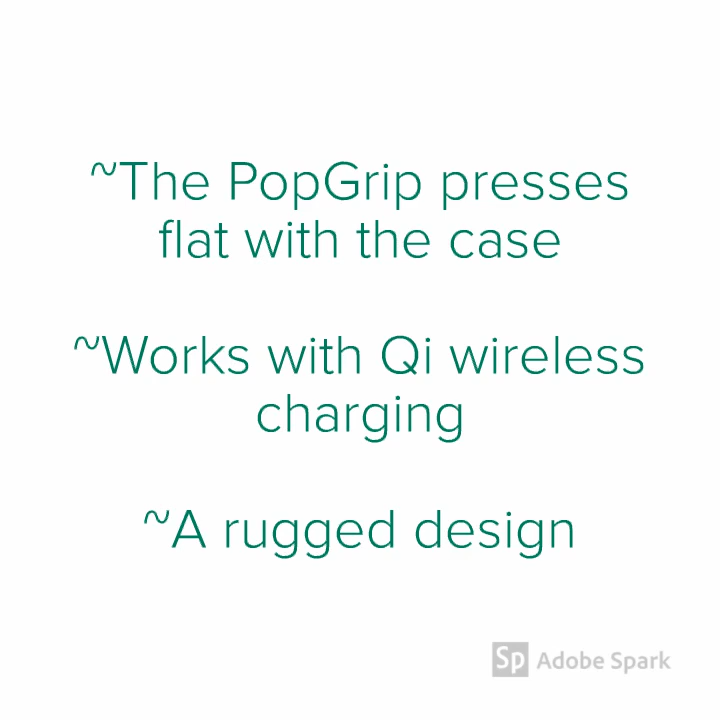 ~The PopGrip presses
flat with the case
~Works with Qi wireless
charging
~A rugged design
Sp Adobe Spark